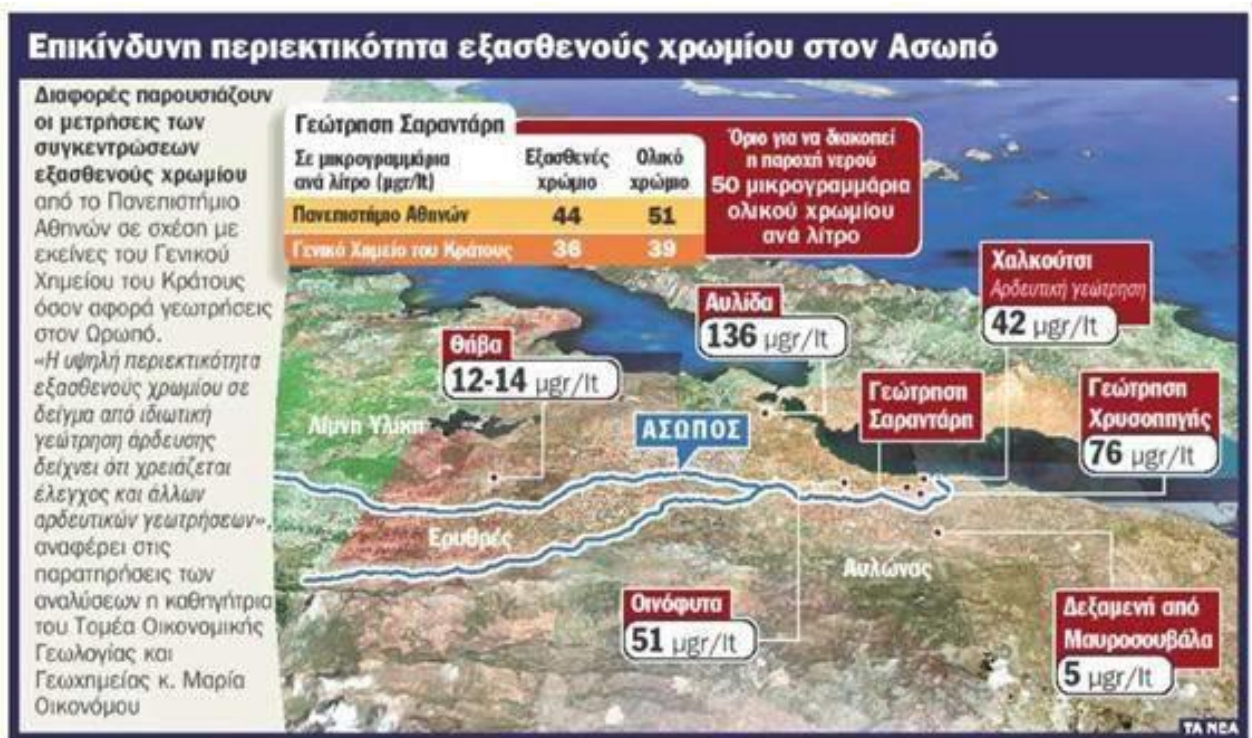 Επικίνδυνη περιεκτικότητα εξασθενούς χρωμίου στον Ασωπό
Διαφορές παρουσιάζουν
οι μετρήσεις των
συγκεντρώσεων
εξασθενούς χρωμίου
από το Πανεπιστήμιο
Αθηνών σε σχέση με
εκείνες του Γενικού
Χημείου του Κράτους
όσον αφορά γεωτρήσεις
στον Ωρωπό.
«Η υψηλή περιεκτικότητα
εξασθενούς χρωμίου σε
δείγμα από ιδιωτική
γεώτρηση άρδευσης
δείχνει ότι χρειάζεται
έλεγχος και άλλων
αρδευτικών γεωτρήσεων»,
αναφέρει στις
παρατηρήσεις των
αναλύσεων η καθηγήτρια
του Τομέα Οικονομικής
Γεωλογίας και
Γεωχημείας κ. Μαρία
Οικονόμου
Γεώτρηση Σαραντάρη
Σε μικρογραμμάρια
ανά λίτρο (μgr/lt)
Εξασθενές
χρώμιο
Ολικό
χρώμιο
Πανεπιστήμιο Αθηνών 44 51
Γενικό Χημείο του Κράτους 36 39
Όριο για να διακοπεί
η παροχή νερού
50 μικρογραμμάρια
ολικού χρωμίου
ανά λίτρο
Χαλκούτσι
Αρδευτική γεώτρηση
42 μgr/lt
Αυλίδα
136 μgr/lt
Θήβα
12-14 μgr/lt
Γεώτρηση
Σαραντάρη
Γεώτρηση
Χρυσοπηγής
76 μgr/lt
Λίμνη Υλίκη
ΑΣΩΠΟΣ
Ερυθρές
Αυλώνας
Οινόφυτα
51 μgr/lt
Δεξαμενή από
Μαυροσουβάλα
5 μgr/lt
ΤΑ ΝΕΑ